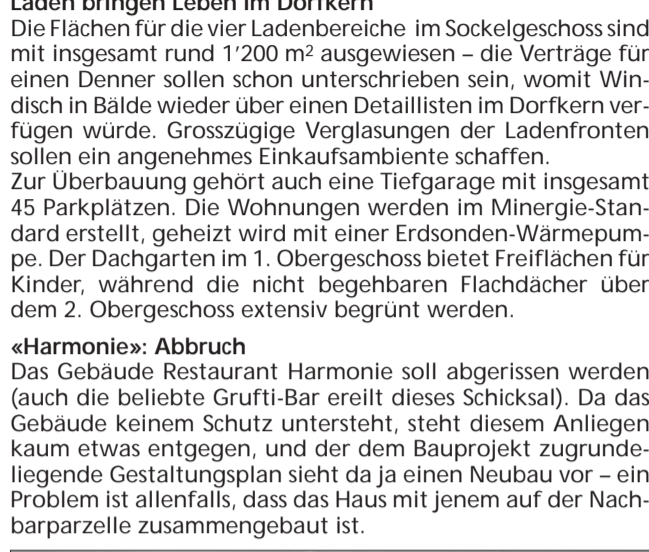 Läden bringen Leben im Dorfkern
Die Flächen für die vier Ladenbereiche im Sockelgeschoss sind
mit insgesamt rund 1’200 m² ausgewiesen – die Verträge für
einen Denner sollen schon unterschrieben sein, womit Win-
disch in Bälde wieder über einen Detaillisten im Dorfkern ver-
fügen würde. Grosszügige Verglasungen der Ladenfronten
sollen ein angenehmes Einkaufsambiente schaffen.
Zur Überbauung gehört auch eine Tiefgarage mit insgesamt
45 Parkplätzen. Die Wohnungen werden im Minergie-Stan-
dard erstellt, geheizt wird mit einer Erdsonden-Wärmepum-
pe. Der Dachgarten im 1. Obergeschoss bietet Freiflächen für
Kinder, während die nicht begehbaren Flachdächer über
dem 2. Obergeschoss extensiv begrünt werden.
«Harmonie»: Abbruch
Das Gebäude Restaurant Harmonie soll abgerissen werden
(auch die beliebte Grufti-Bar ereilt dieses Schicksal). Da das
Gebäude keinem Schutz untersteht, steht diesem Anliegen
kaum etwas entgegen, und der dem Bauprojekt zugrunde-
liegende Gestaltungsplan sieht da ja einen Neubau vor – ein
Problem ist allenfalls, dass das Haus mit jenem auf der Nach-
barparzelle zusammengebaut ist.